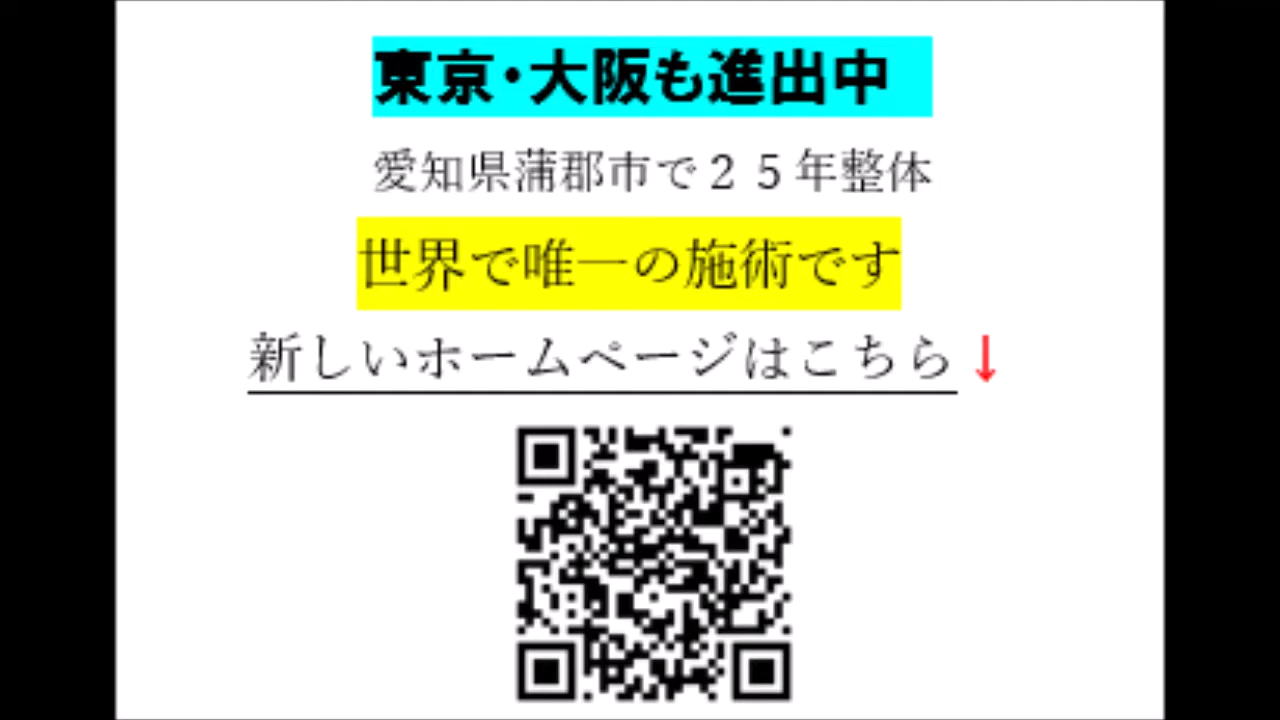 東京・大阪も進出中
愛知県蒲郡市で２５年整体
世界で唯一の施術です
新しいホームページはこちら↓